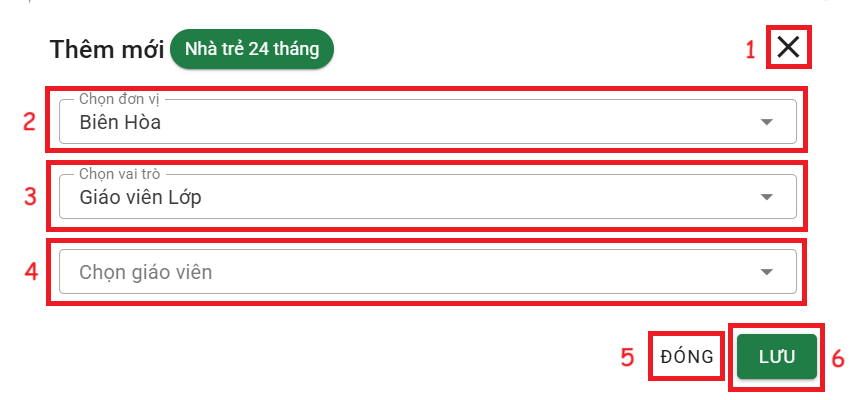 Thêm mới Nhà trẻ 24 tháng 1
Chọn đơn vị
2 Biên Hòa
Chọn vai trò
3 Giáo viên Lớp
4 Chọn giáo viên
5 ĐÓNG LƯU 6